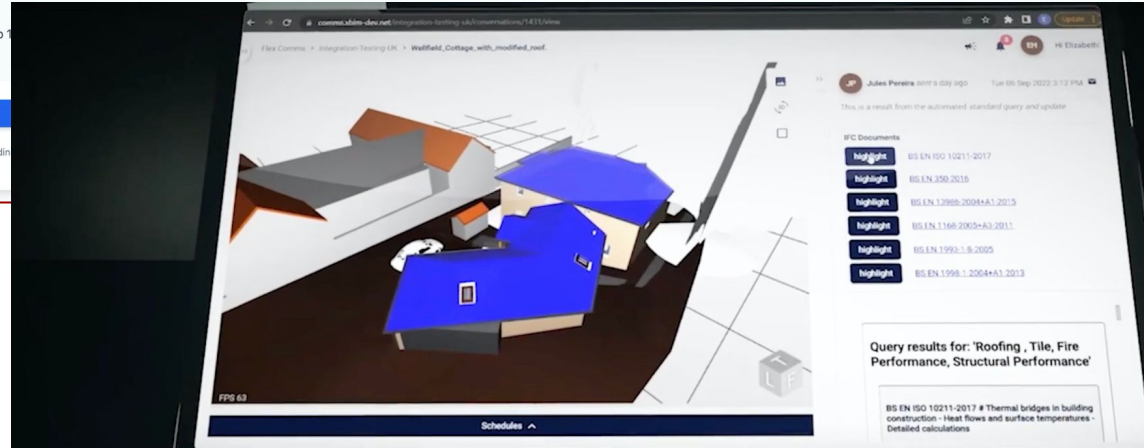 comms.xbim-dev.net/integration-testing-uk/conversations/1431/view
Update
Flex Comms > Integration-Testing-UK > Wallfield_Cottage_with_modified_roof.
EH
Hi Elizabeth
JP
Jules Pereira sent a day ago
Tue 06 Sep 2022 3:12 PM
This is a result from the automated standard query and update
IFC Documents
highlight BS EN ISO 10211-2017
highlight BS EN 350-2016
highlight BS EN 13986-2004+A1-2015
highlight BS EN 1168-2005+A3-2011
highlight BS EN 1993-1-8-2005
highlight BS EN 1998-1-2004+A1-2013
Query results for: 'Roofing , Tile, Fire
Performance, Structural Performance'
BS EN ISO 10211-2017 # Thermal bridges in building
construction - Heat flows and surface temperatures -
Detailed calculations
T
L F
FPS 63
Schedules